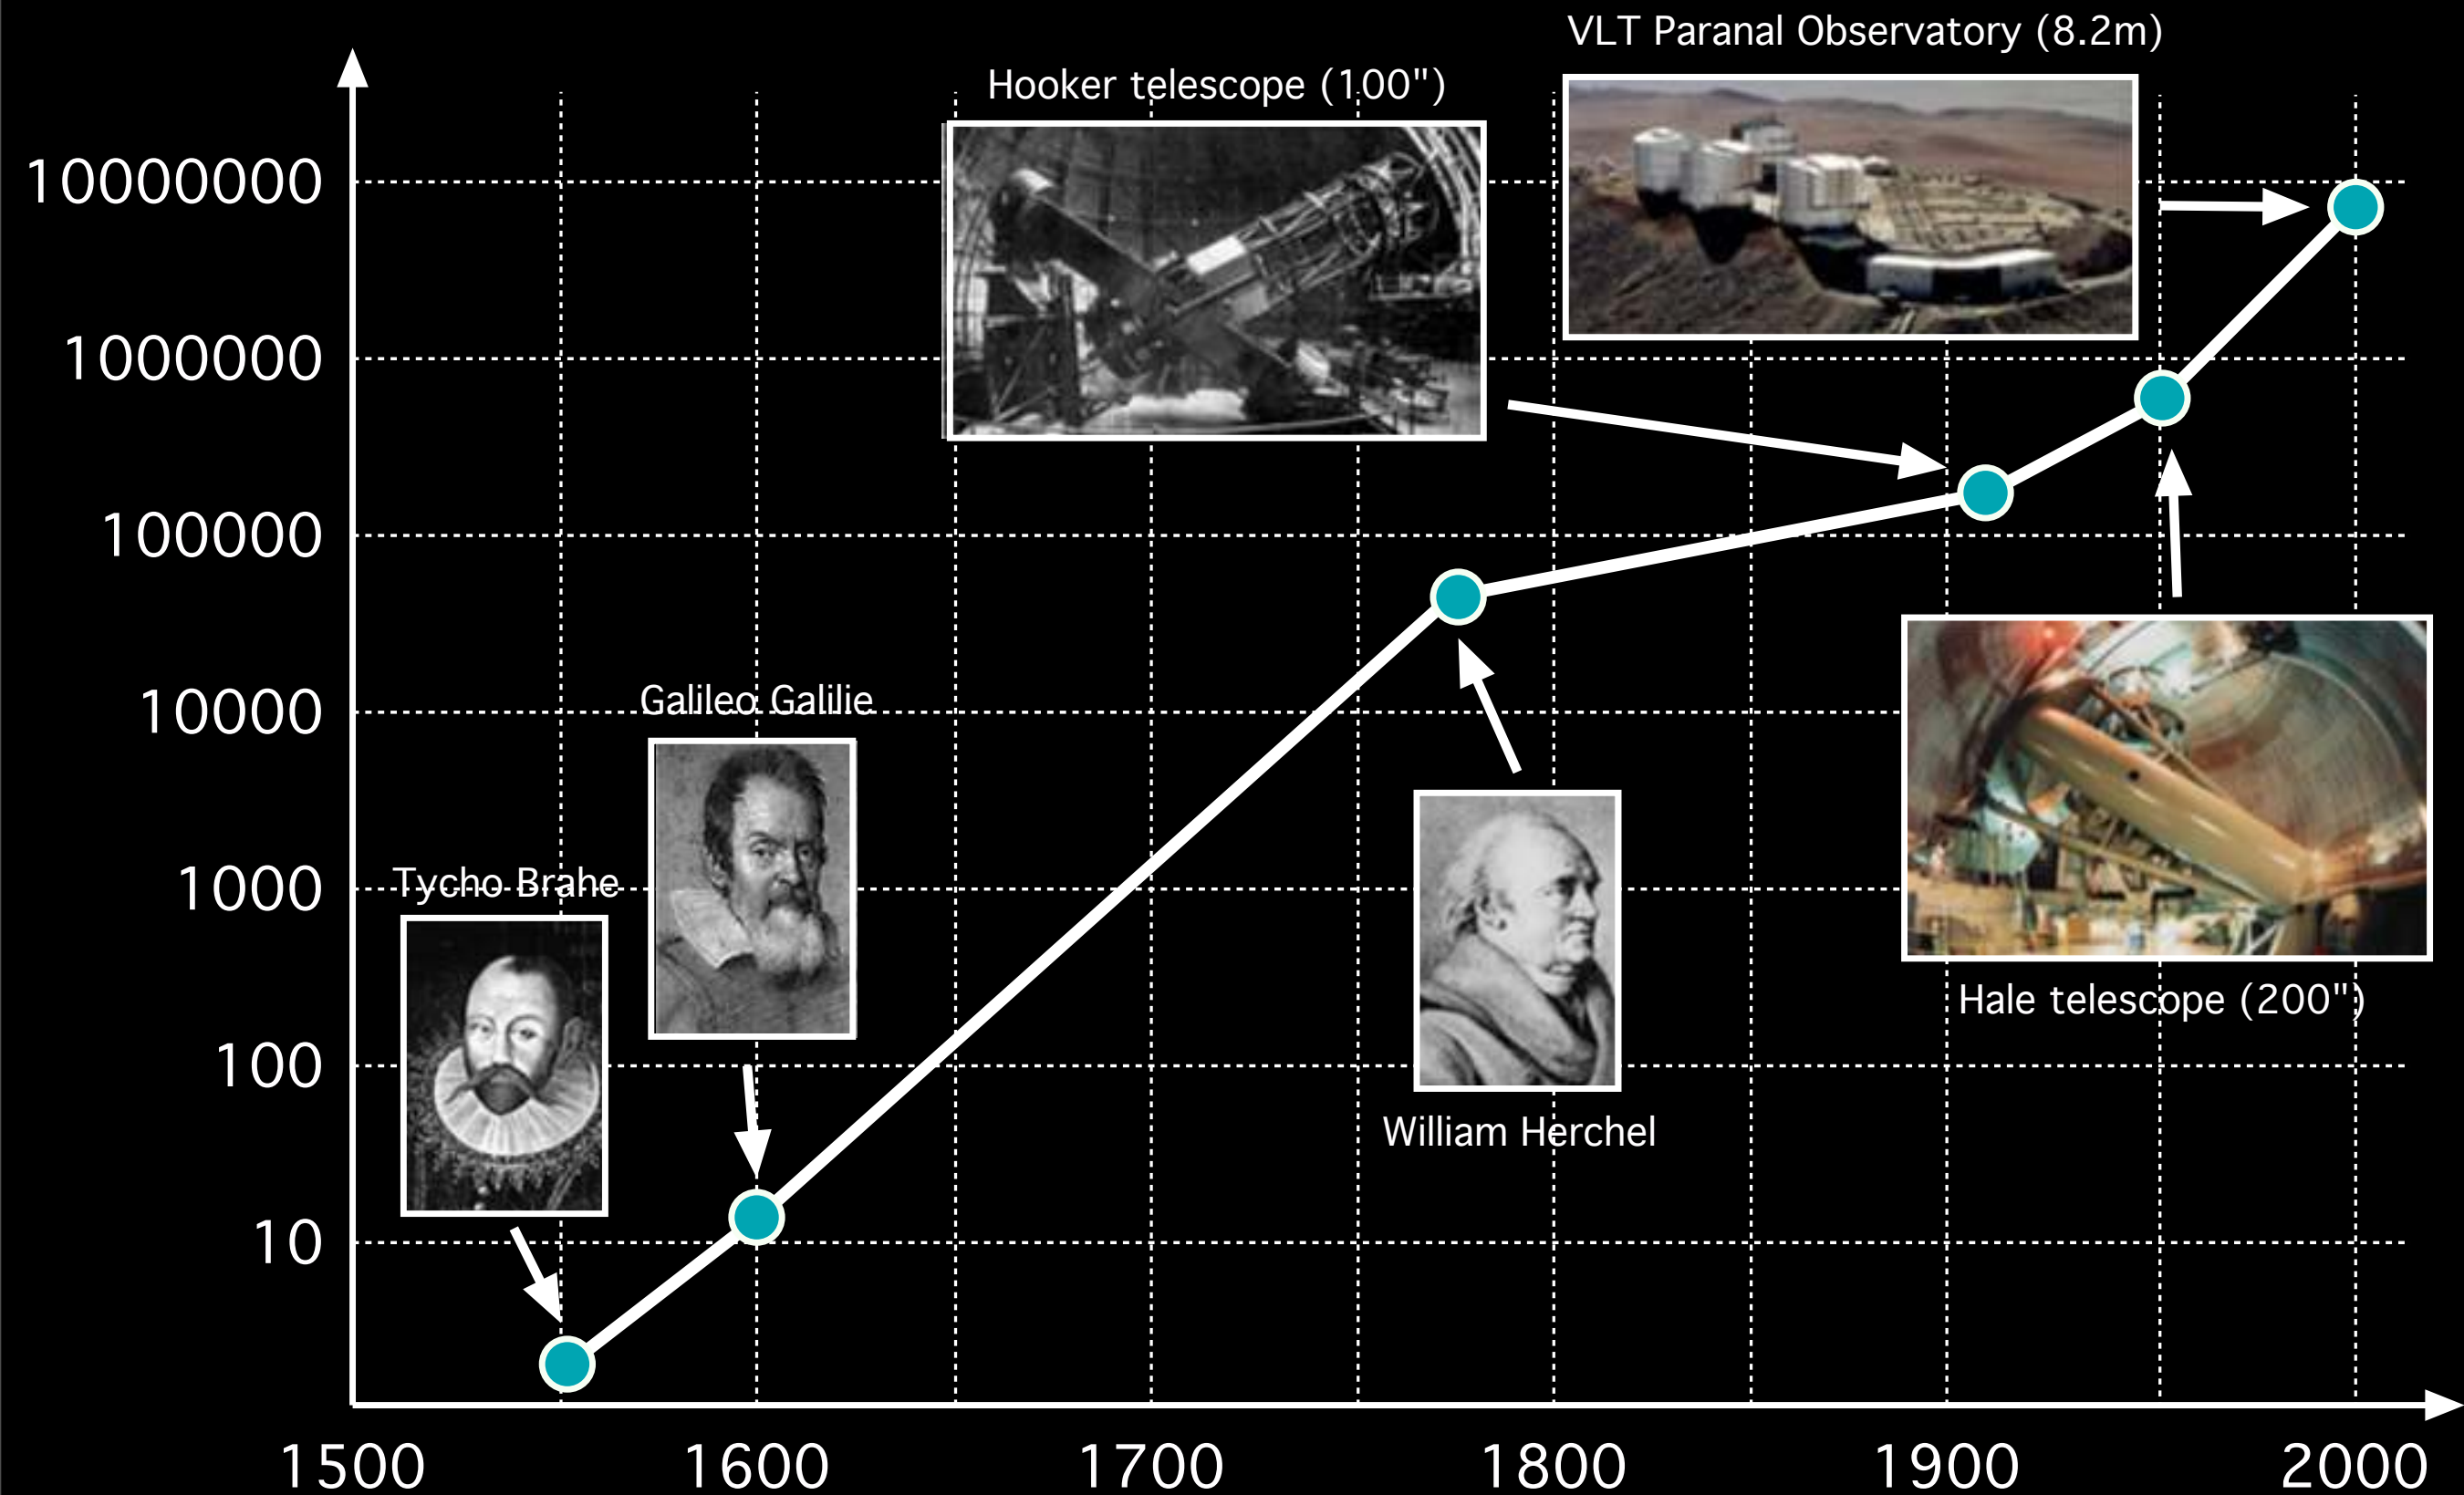 VLT Paranal Observatory (8.2m)
Hooker telescope (100")
10000000
1000000
100000
10000
Galileo Galilie
1000
Tycho Brahe
Hale telescope (200")
100
William Herchel
10
1500 1600 1700 1800 1900 2000